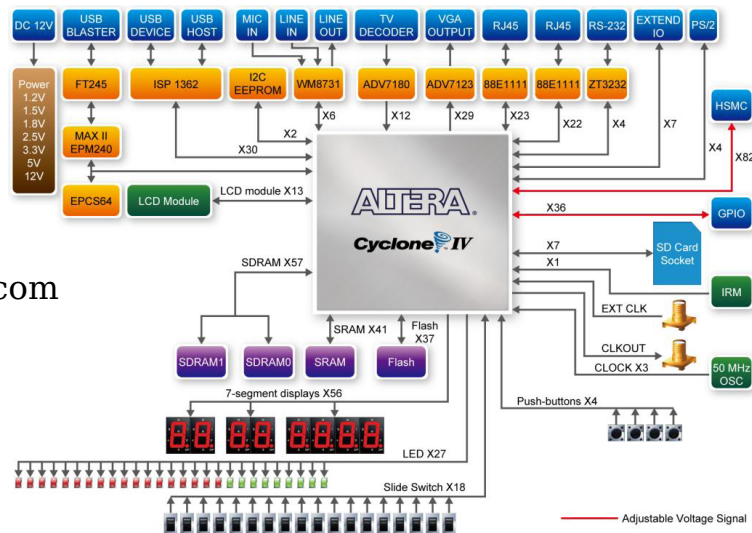 DC 12V
USB
BLASTER
USB
DEVICE
USB
HOST
MIC
IN
LINE
IN
LINE
OUT
TV
DECODER
VGA
OUTPUT
RJ45
RJ45
RS-232
EXTEND
IO
PS/2
Power
1.2V
1.5V
1.8V
2.5V
3.3V
5V
12V
FT245
ISP 1362
I2C
EEPROM
WM8731
ADV7180
ADV7123
88E1111
88E1111
ZT3232
HSMC
MAX II
EPM240
X30
X2
X6
X12
X29
X23
X22
X4
X7
X4
X82
EPCS64
LCD Module
LCD module X13
ALTERA.
Cyclone IV
X36
GPIO
X7
SD Card
Socket
X1
IRM
com
SDRAM X57
EXT CLK
SRAM X41
Flash
X37
CLKOUT
CLOCK X3
50 MHz
OSC
SDRAM1
SDRAM0
SRAM
Flash
7-segment displays X56
Push-buttons X4
LED X27
Slide Switch X18
Adjustable Voltage Signal